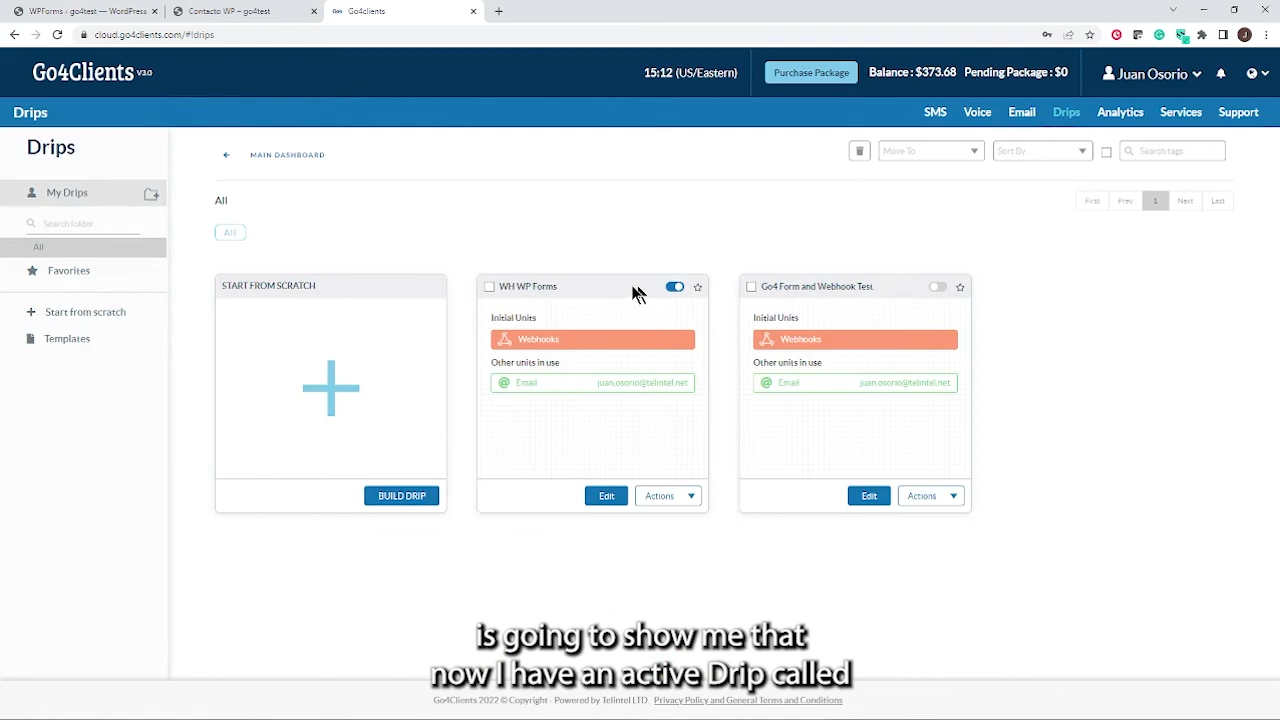 WPForms ‹ go4test — WordPress
Contacto WP – go4test
Go4Clients
cloud.go4clients.com/#!drips
Go4Clients V3.0
15:12 (US/Eastern)
Purchase Package
Balance : $373.68
Pending Package : $0
Juan Osorio
Drips
SMS
Voice
Email
Drips
Analytics
Services
Support
Drips
My Drips
Search folder
All
Favorites
Start from scratch
Templates
MAIN DASHBOARD
Move To
Sort By
Search tags
All
First
Prev
1
Next
Last
All
START FROM SCRATCH
BUILD DRIP
WH WP Forms
Initial Units
Webhooks
Other units in use
Email
juan.osorio@telintel.net
Edit
Actions
Go4 Form and Webhook Test
Initial Units
Webhooks
Other units in use
Email
juan.osorio@telintel.net
Edit
Actions
is going to show me that
now I have an active Drip called
Go4Clients 2022 © Copyright - Powered by Telintel LTD. Privacy Policy and General Terms and Conditions